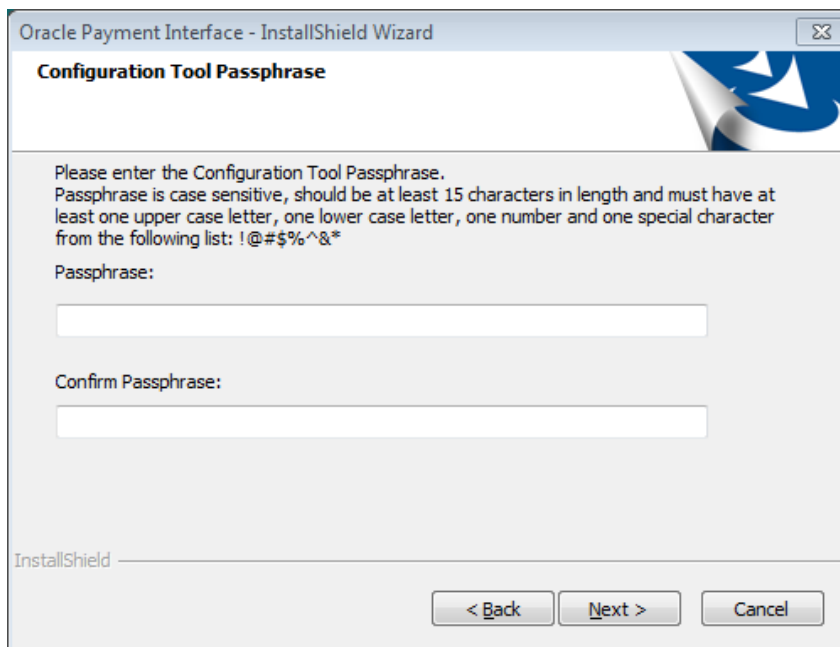 Oracle Payment Interface - InstallShield Wizard
Configuration Tool Passphrase
Please enter the Configuration Tool Passphrase.
Passphrase is case sensitive, should be at least 15 characters in length and must have at
least one upper case letter, one lower case letter, one number and one special character
from the following list: !@#$%^&*
Passphrase:
Confirm Passphrase:
InstallShield
< Back Next > Cancel